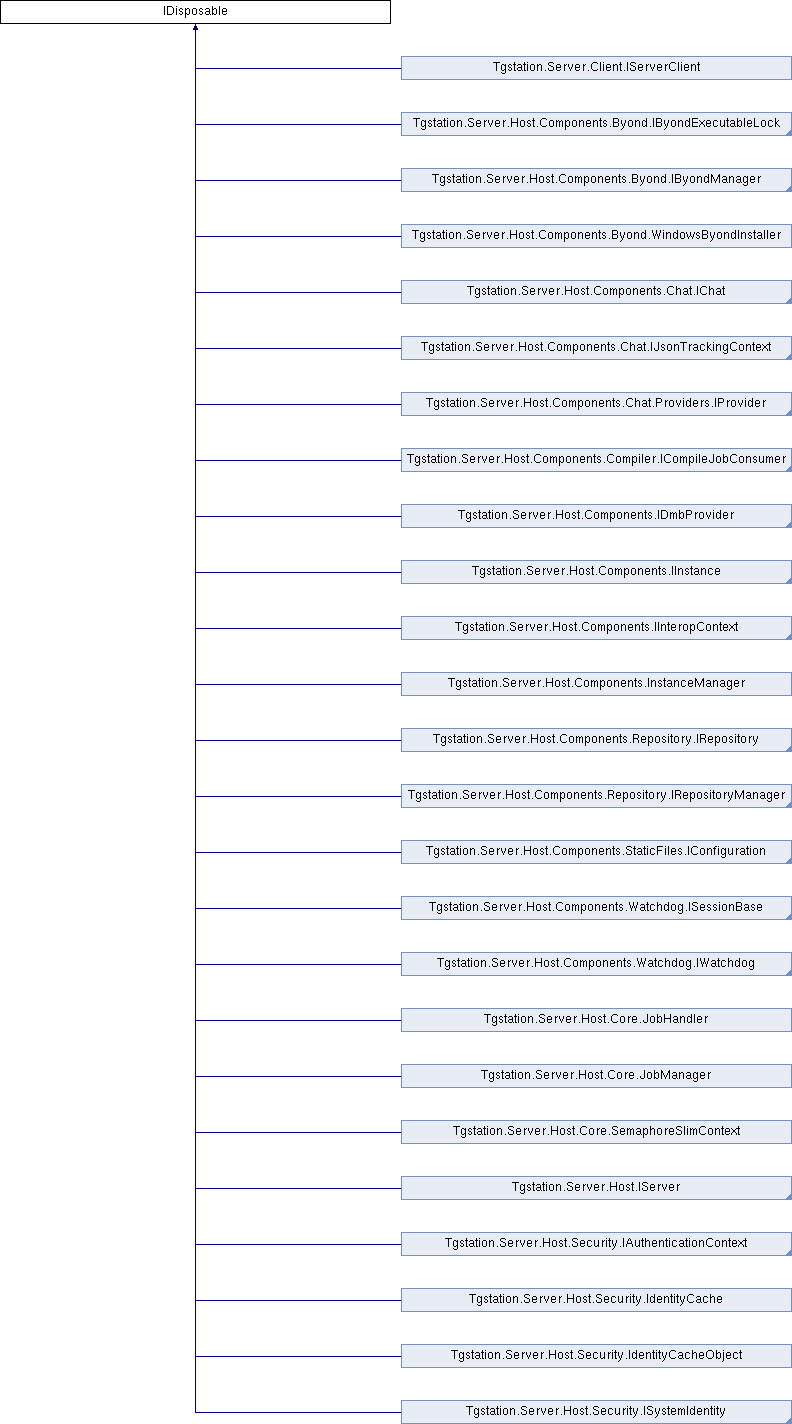 IDisposable
Tgstation.Server.Client.IServerClient
Tgstation.Server.Host.Components.Byond.IByondExecutableLock
Tgstation.Server.Host.Components.Byond.IByondManager
Tgstation.Server.Host.Components.Byond.WindowsByondInstaller
Tgstation.Server.Host.Components.Chat.IChat
Tgstation.Server.Host.Components.Chat.IJsonTrackingContext
Tgstation.Server.Host.Components.Chat.Providers.IProvider
Tgstation.Server.Host.Components.Compiler.ICompileJobConsumer
Tgstation.Server.Host.Components.IDmbProvider
Tgstation.Server.Host.Components.IInstance
Tgstation.Server.Host.Components.IInteropContext
Tgstation.Server.Host.Components.InstanceManager
Tgstation.Server.Host.Components.Repository.IRepository
Tgstation.Server.Host.Components.Repository.IRepositoryManager
Tgstation.Server.Host.Components.StaticFiles.IConfiguration
Tgstation.Server.Host.Components.Watchdog.ISessionBase
Tgstation.Server.Host.Components.Watchdog.IWatchdog
Tgstation.Server.Host.Core.JobHandler
Tgstation.Server.Host.Core.JobManager
Tgstation.Server.Host.Core.SemaphoreSlimContext
Tgstation.Server.Host.IServer
Tgstation.Server.Host.Security.IAuthenticationContext
Tgstation.Server.Host.Security.IdentityCache
Tgstation.Server.Host.Security.IdentityCacheObject
Tgstation.Server.Host.Security.ISystemIdentity